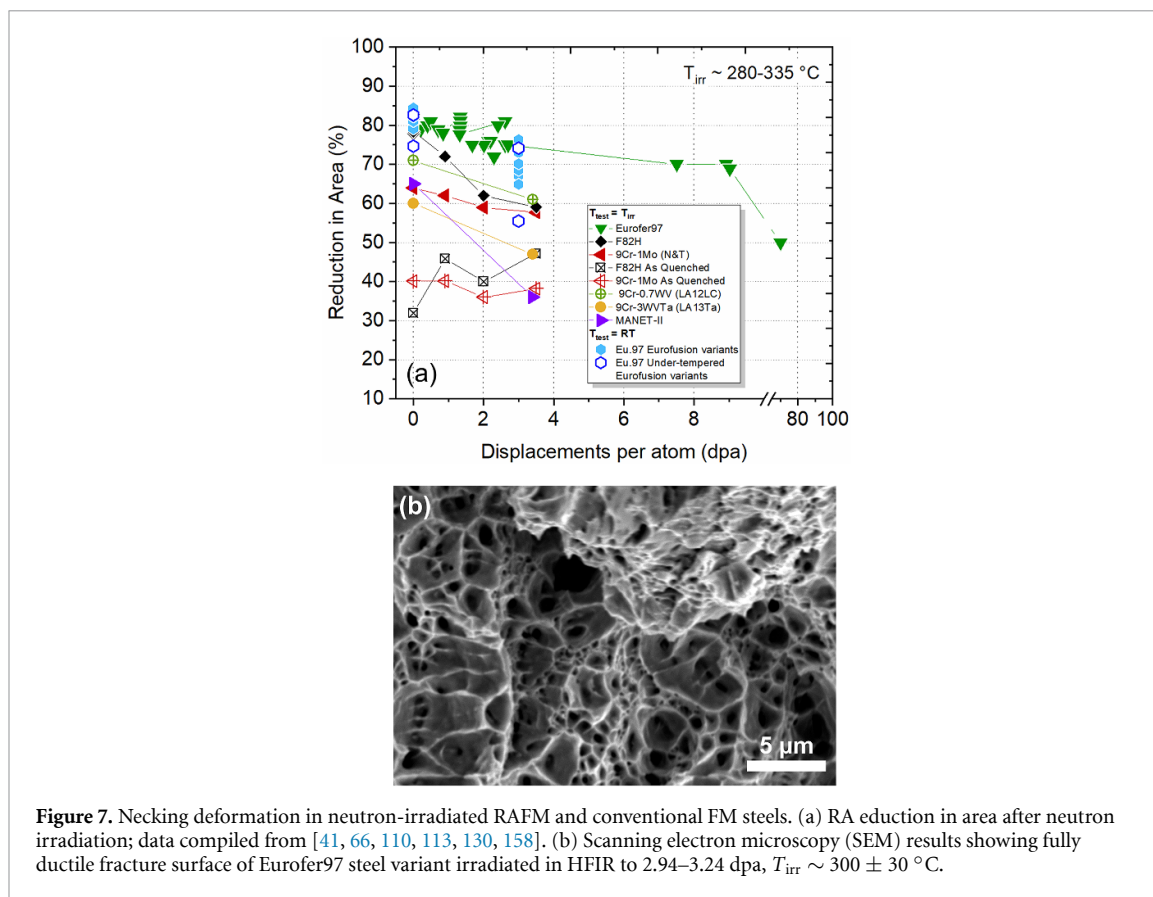 T irr ~ 280-335 °C
100
90
80
70
60
50
40
30
20
10
Reduction in Area (%)
T test = T irr
Eurofer97
F82H
9Cr-1Mo (N&T)
F82H As Quenched
9Cr-1Mo As Quenched
9Cr-0.7WV (LA12LC)
9Cr-3WVTa (LA13Ta)
MANET-II
T test = RT
Eu.97 Eurofusion variants
Eu.97 Under-tempered
Eurofusion variants
(a)
0 2 4 6 8 80 100
Displacements per atom (dpa)
(b)
5 µm
Figure 7. Necking deformation in neutron-irradiated RAFM and conventional FM steels. (a) RA eduction in area after neutron
irradiation; data compiled from [41, 66, 110, 113, 130, 158]. (b) Scanning electron microscopy (SEM) results showing fully
ductile fracture surface of Eurofer97 steel variant irradiated in HFIR to 2.94–3.24 dpa, T irr ∼ 300 ± 30 °C.